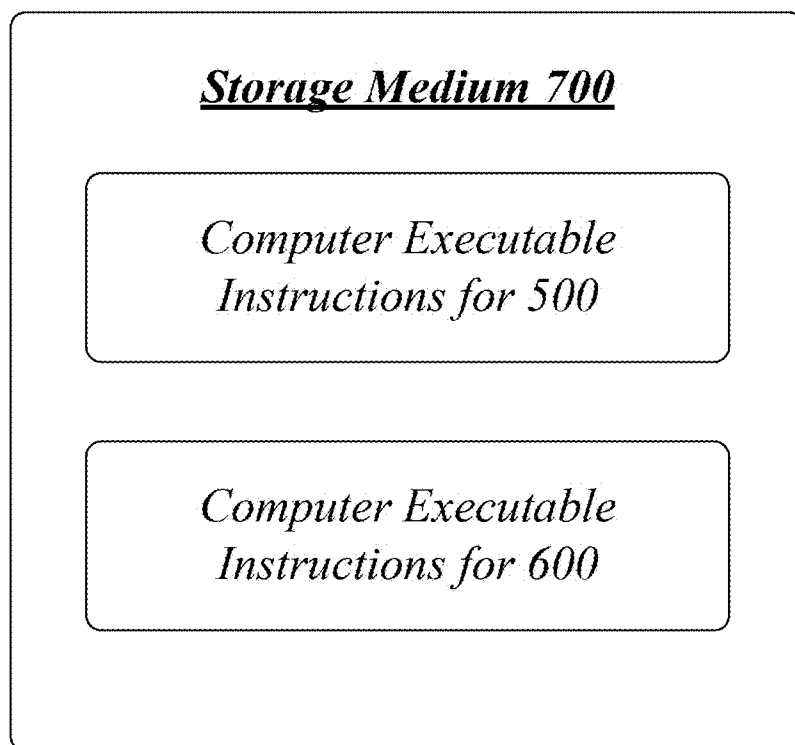 Storage Medium 700
Computer Executable
Instructions for 500
Computer Executable
Instructions for 600